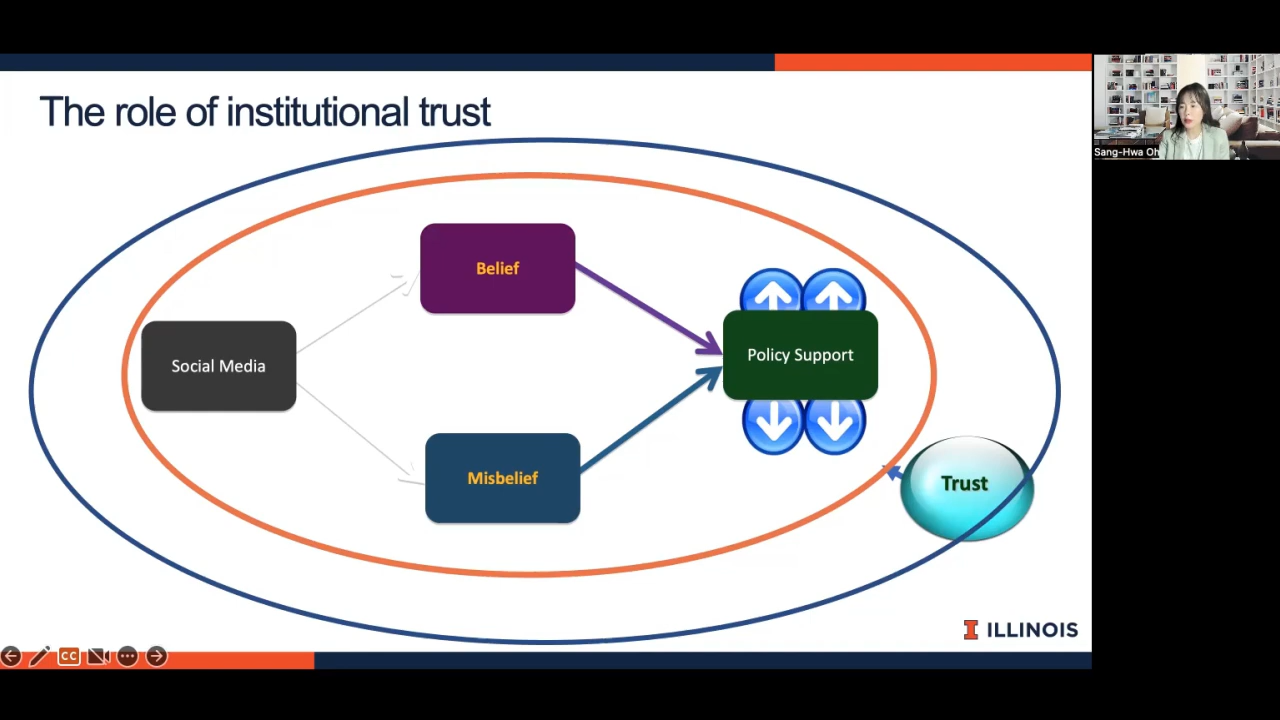 The role of institutional trust
Sang-Hwa Oh
Belief
Social Media
Policy Support
Misbelief
Trust
I ILLINOIS
CC